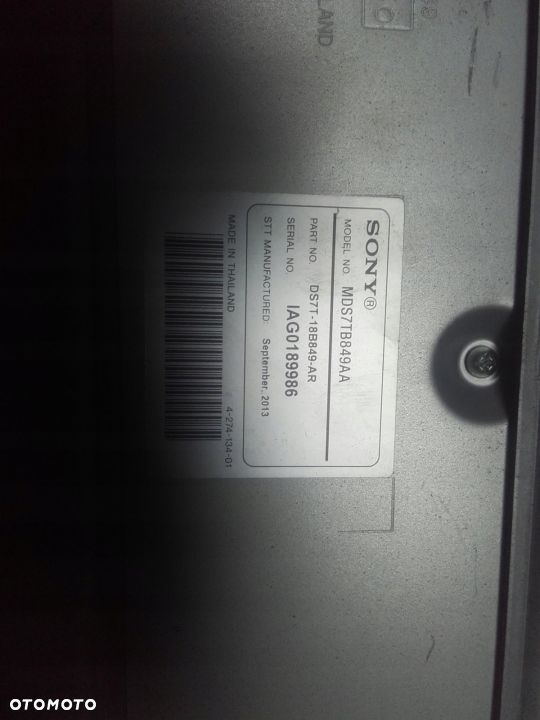 LAND
SONY®
MODEL NO. MDS7TB849AA
PART NO. DS7T-18B849-AR
SERIAL NO. IAG0189986
STT MANUFACTURED: September, 2013
MADE IN THAILAND
4-274-134-01
OTOMOTO